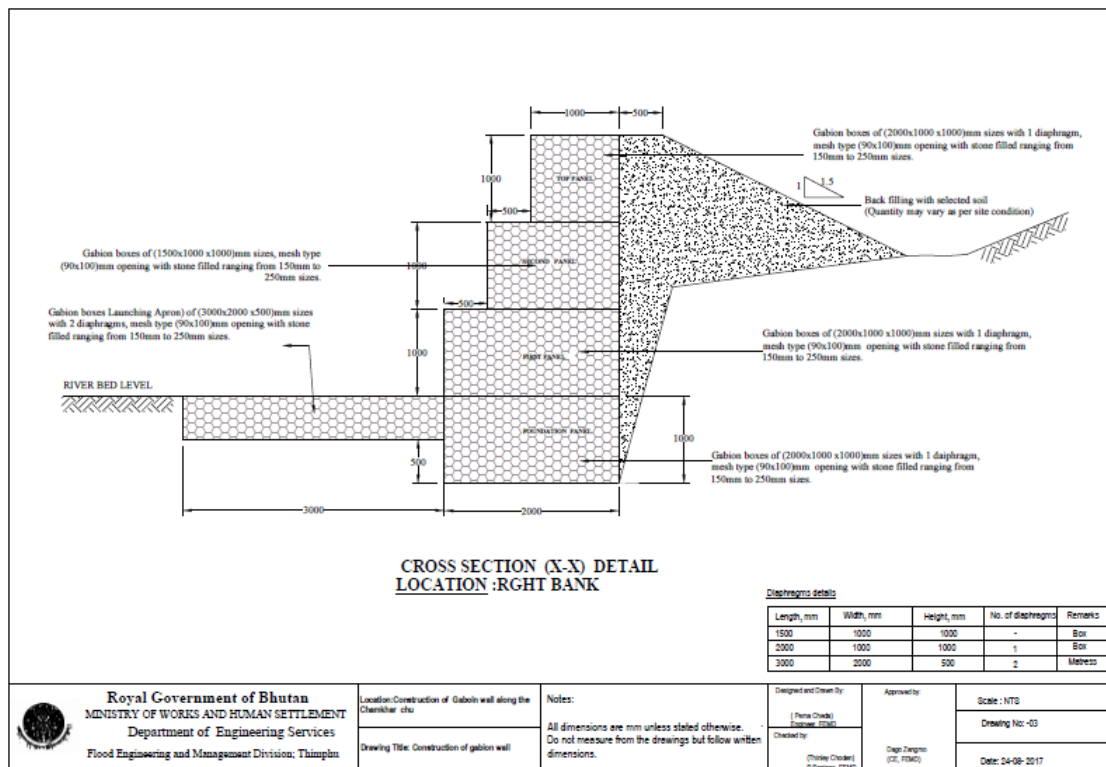 1000
500
Gabion boxes of (2000x1000 x1000)mm sizes with 1 diaphragm,
mesh type (90x100)mm opening with stone filled ranging from
150mm to 250mm sizes.
1000
TOP PANEL
1
1.5
Back filling with selected soil
(Quantity may vary as per site condition)
500
Gabion boxes of (1500x1000 x1000)mm sizes, mesh type
(90x100)mm opening with stone filled ranging from 150mm to
250mm sizes.
1000
SECOND PANEL
500
Gabion boxes Launching Apron) of (3000x2000 x500)mm sizes
with 2 diaphragms, mesh type (90x100)mm opening with stone
filled ranging from 150mm to 250mm sizes.
1000
FIRST PANEL
Gabion boxes of (2000x1000 x1000)mm sizes with 1 diaphragm,
mesh type (90x100)mm opening with stone filled ranging from
150mm to 250mm sizes.
RIVER BED LEVEL
FOUNDATION PANEL
1000
500
Gabion boxes of (2000x1000 x1000)mm sizes with 1 daiphragm,
mesh type (90x100)mm opening with stone filled ranging from
150mm to 250mm sizes.
3000
2000
CROSS SECTION (X-X) DETAIL
LOCATION :RGHT BANK
Diaphragms details
Length, mm Width, mm Height, mm No. of diaphragms Remarks
1500 1000 1000 - Box
2000 1000 1000 1 Box
3000 2000 500 2 Matress
Royal Government of Bhutan
MINISTRY OF WORKS AND HUMAN SETTLEMENT
Department of Engineering Services
Flood Engineering and Management Division; Thimphu
Location:Construction of Gaboin wall along the
Chamkhar chu
Drawing Title: Construction of gabion wall
Notes:
All dimensions are mm unless stated otherwise.
Do not measure from the drawings but follow written
dimensions.
Designed and Drawn By:
( Pema Cheda)
Engineer, FEMD
Checked by:
(Thinley Choden)
Approved by:
Dago Zangmo
(CE, FEMD)
Scale : NTS
Drawing No: -03
Date: 24-08- 2017